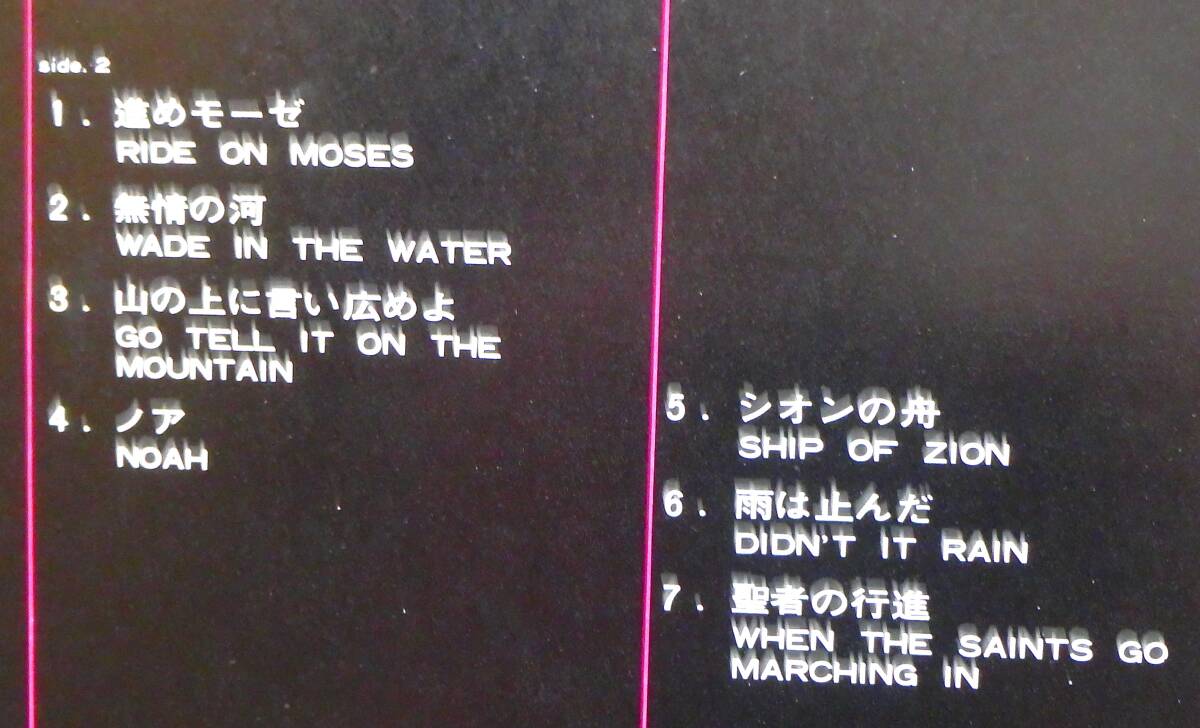 side. 2
1. 進めモーゼ
RIDE ON MOSES
2. 無情の河
WADE IN THE WATER
3. 山の上に言い広めよ
GO TELL IT ON THE
MOUNTAIN
4. ノア
NOAH
5. シオンの舟
SHIP OF ZION
6. 雨は止んだ
DIDN'T IT RAIN
7. 聖者の行進
WHEN THE SAINTS GO
MARCHING IN